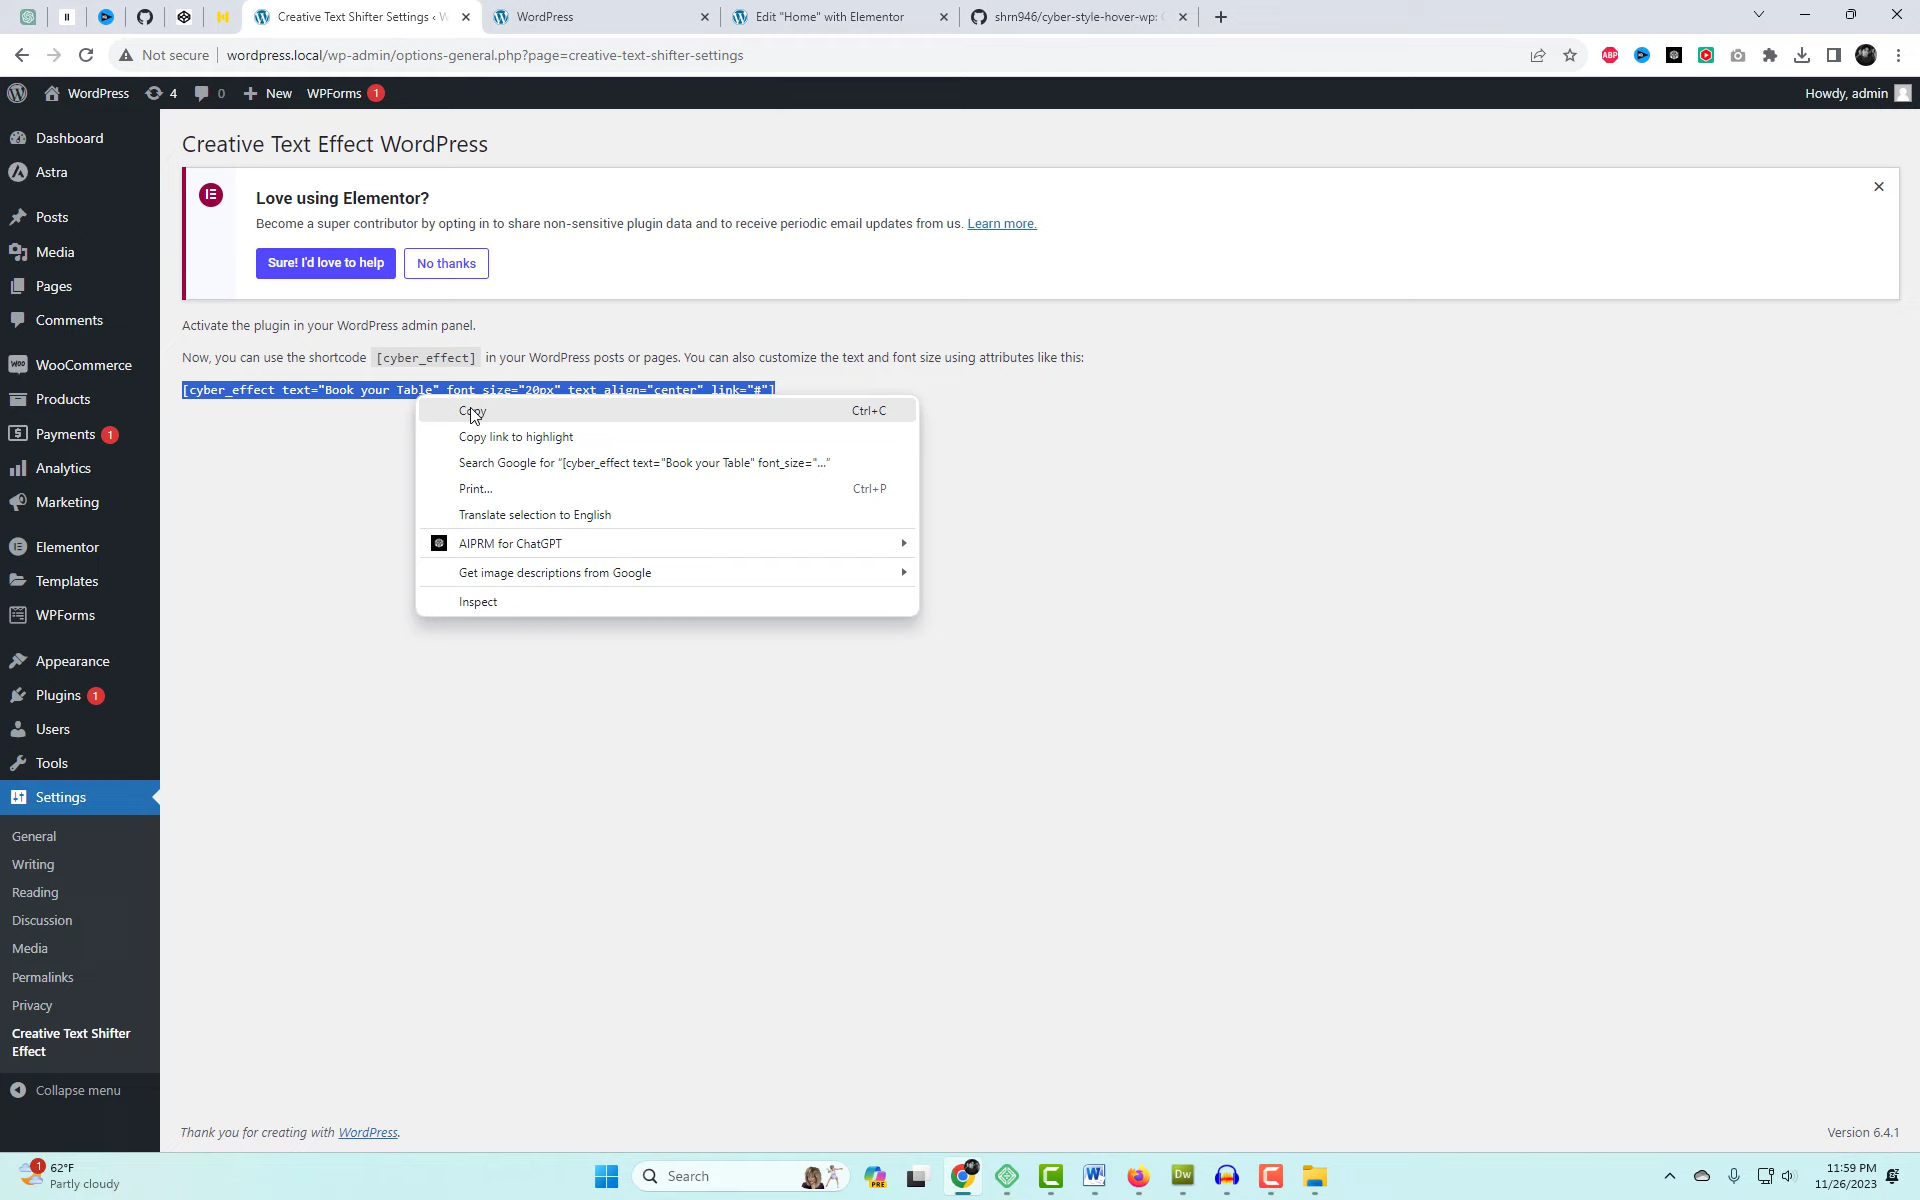 Creative Text Shifter Settings ‹ W
WordPress
Edit "Home" with Elementor
shrn946/cyber-style-hover-wp: C
Not secure
wordpress.local/wp-admin/options-general.php?page=creative-text-shifter-settings
ABP
WordPress
4
0
New
WPForms
1
Howdy, admin
Dashboard
Astra
Posts
Media
Pages
Comments
WooCommerce
Products
Payments 1
Analytics
Marketing
Elementor
Templates
WPForms
Appearance
Plugins 1
Users
Tools
Settings
General
Writing
Reading
Discussion
Media
Permalinks
Privacy
Creative Text Shifter
Effect
Collapse menu
Creative Text Effect WordPress
Love using Elementor?
Become a super contributor by opting in to share non-sensitive plugin data and to receive periodic email updates from us. Learn more.
Sure! I'd love to help
No thanks
Activate the plugin in your WordPress admin panel.
Now, you can use the shortcode [cyber_effect] in your WordPress posts or pages. You can also customize the text and font size using attributes like this:
[cyber_effect text="Book your Table" font_size="20px" text_align="center" link="#"]
Copy Ctrl+C
Copy link to highlight
Search Google for “[cyber_effect text="Book your Table" font_size="...”
Print... Ctrl+P
Translate selection to English
AIPRM for ChatGPT
Get image descriptions from Google
Inspect
Thank you for creating with WordPress.
Version 6.4.1
1
62°F
Partly cloudy
Search
PRE
Dw
11:59 PM
11/26/2023